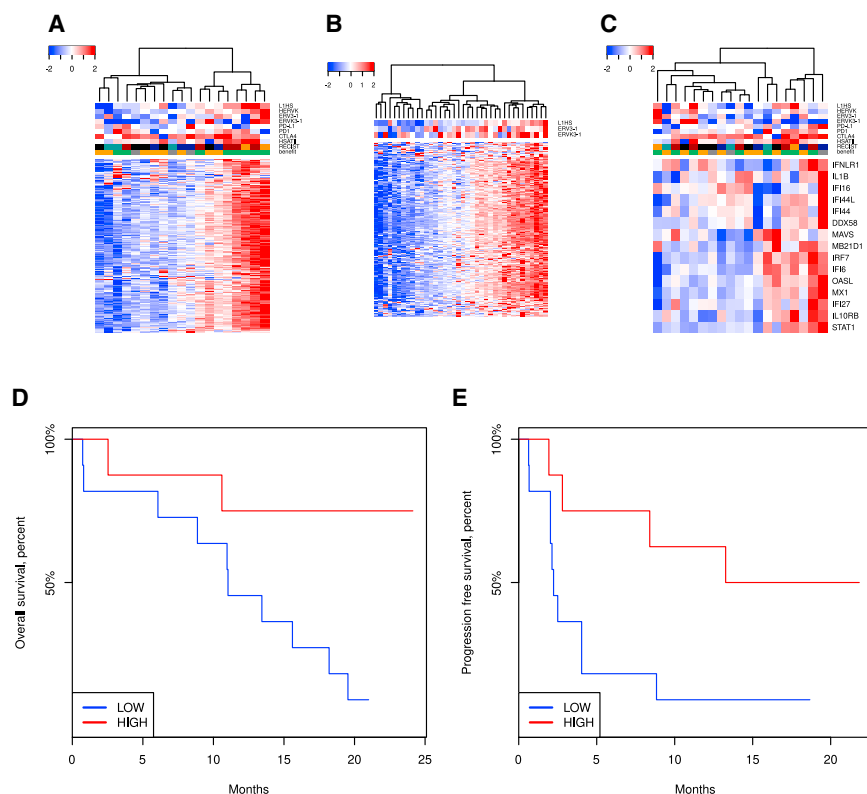 A
B
C
-2 0 2
L1HS
HERVK
ERV3-1
ERVK3-1
PD-L1
PD1
CTLA4
HSATII
RECIST
benefit
-2 0 1 2
L1HS
ERV3-1
ERVK3-1
-2 0 2
L1HS
HERVK
ERV3-1
ERVK3-1
PD-L1
PD1
CTLA4
HSATII
RECIST
benefit
IFNLR1
IL1B
IFI16
IFI44L
IFI44
DDX58
MAVS
MB21D1
IRF7
IFI6
OASL
MX1
IFI27
IL10RB
STAT1
D
Overall survival, percent
100%
50%
LOW
HIGH
0 5 10 15 20 25
Months
E
Progression free survival, percent
100%
50%
LOW
HIGH
0 5 10 15 20
Months